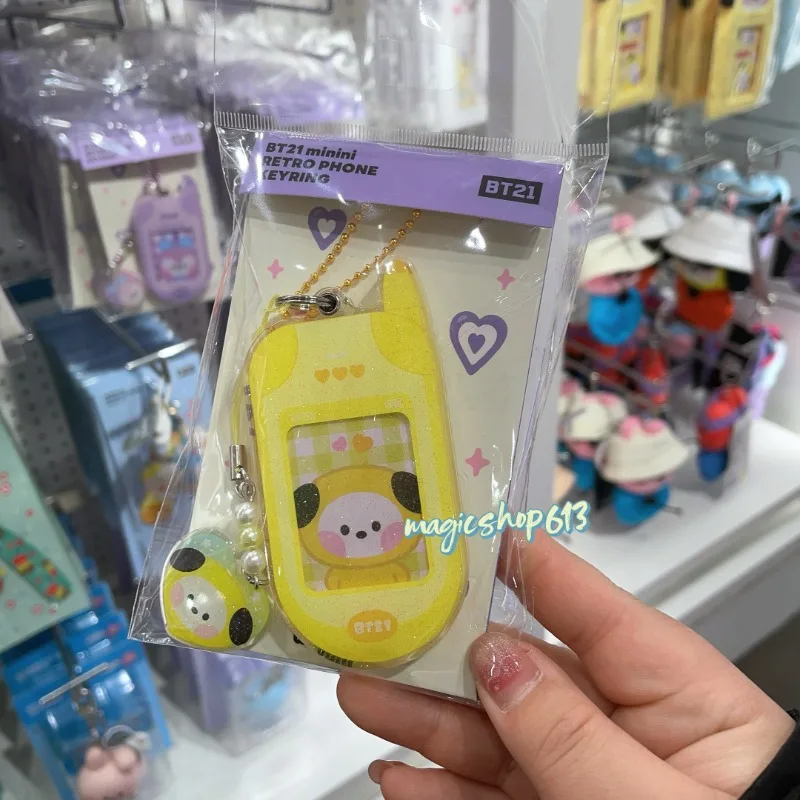 BT21 minini
RETRO PHONE
KEYRING
BT21
magicshop613
BT21